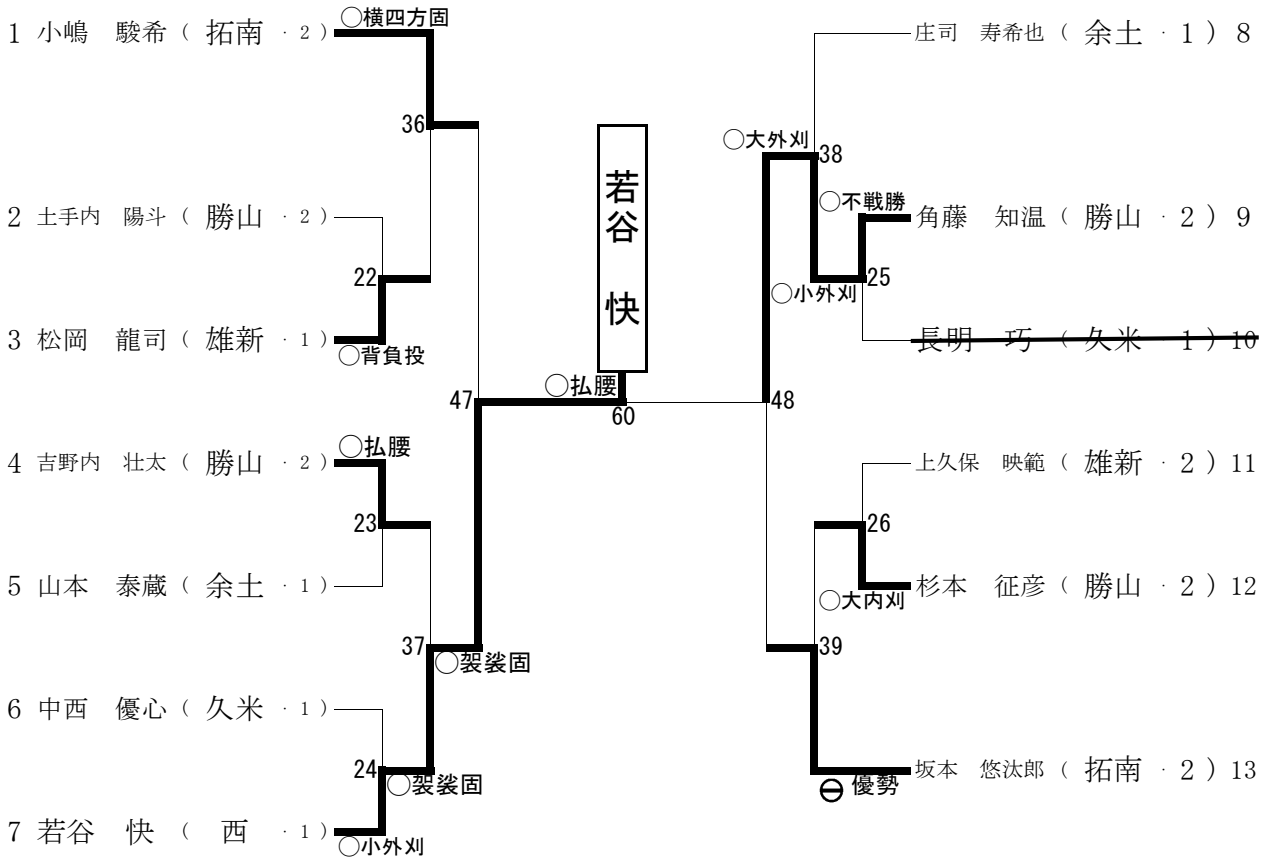 ○横四方固
1 小嶋 駿希 ( 拓南 ・ 2 )
36
2 土手内 陽斗 ( 勝山 ・ 2 )
22
3 松岡 龍司 ( 雄新 ・ 1 )
○背負投
47
○払腰
4 吉野内 壮太 ( 勝山 ・ 2 )
23
5 山本 泰蔵 ( 余土 ・ 1 )
37
○袈裟固
6 中西 優心 ( 久米 ・ 1 )
24
○袈裟固
7 若谷 快 ( 西 ・ 1 )
○小外刈
若谷 快
○払腰
60
庄司 寿希也 ( 余土 ・ 1 ) 8
○大外刈
38
○不戦勝
角藤 知温 ( 勝山 ・ 2 ) 9
25
○小外刈
長明 巧 ( 久米 1 ) 10
48
上久保 映範 ( 雄新 ・ 2 ) 11
26
杉本 征彦 ( 勝山 ・ 2 ) 12
○大内刈
39
坂本 悠汰郎 ( 拓南 ・ 2 ) 13
⊖ 優勢